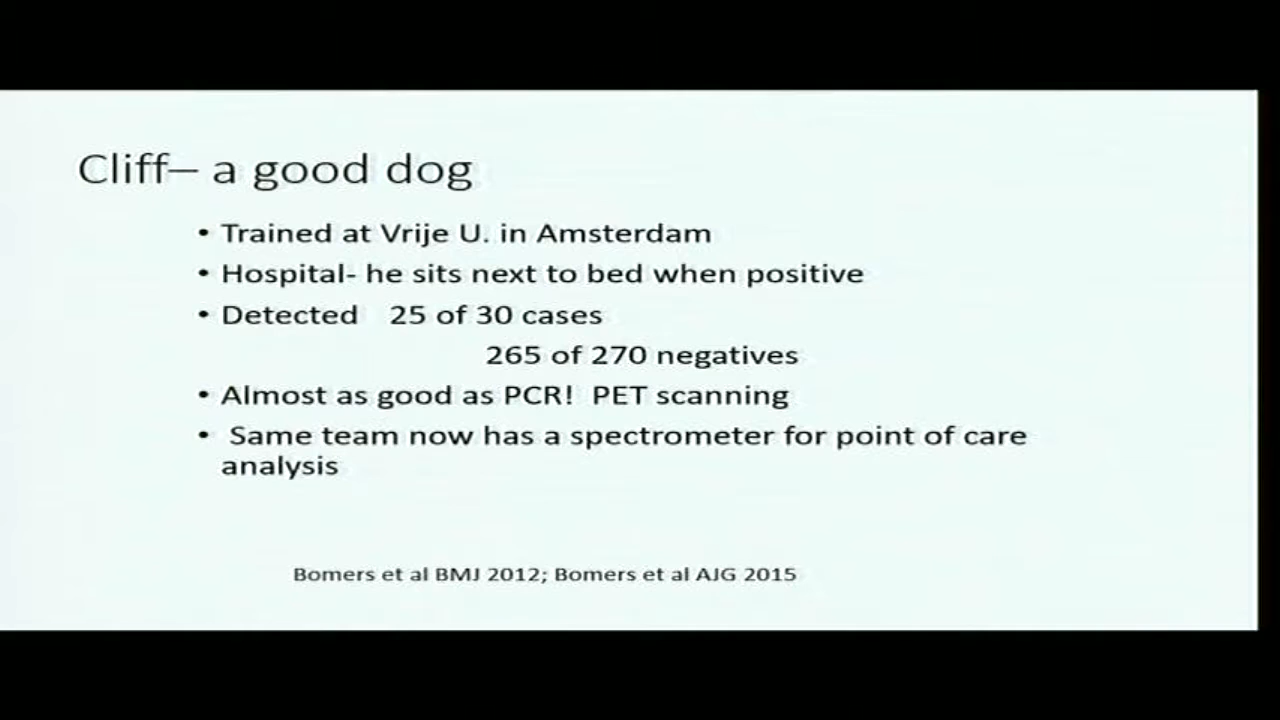 Cliff– a good dog
• Trained at Vrije U. in Amsterdam
• Hospital- he sits next to bed when positive
• Detected 25 of 30 cases
265 of 270 negatives
• Almost as good as PCR! PET scanning
• Same team now has a spectrometer for point of care
analysis
Bomers et al BMJ 2012; Bomers et al AJG 2015